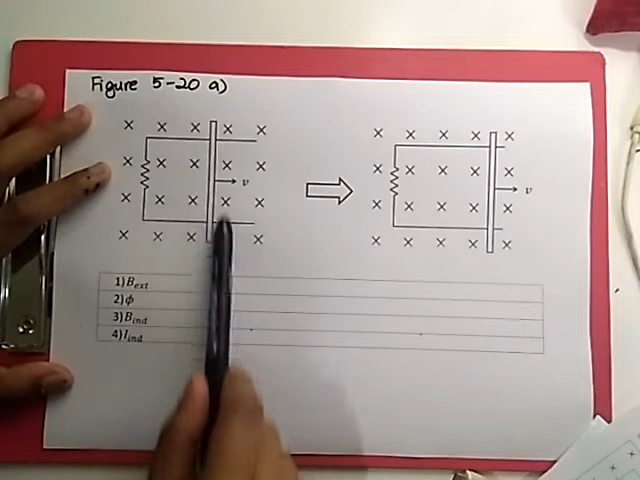 Figure 5-20 a)
× × × × ×
× × × × ×
× × × × × v
× × × × ×
× × × × × v
× × × × ×
× × × ×
× × × × ×
1) B_ext
2) ϕ
3) B_ind
4) I_ind